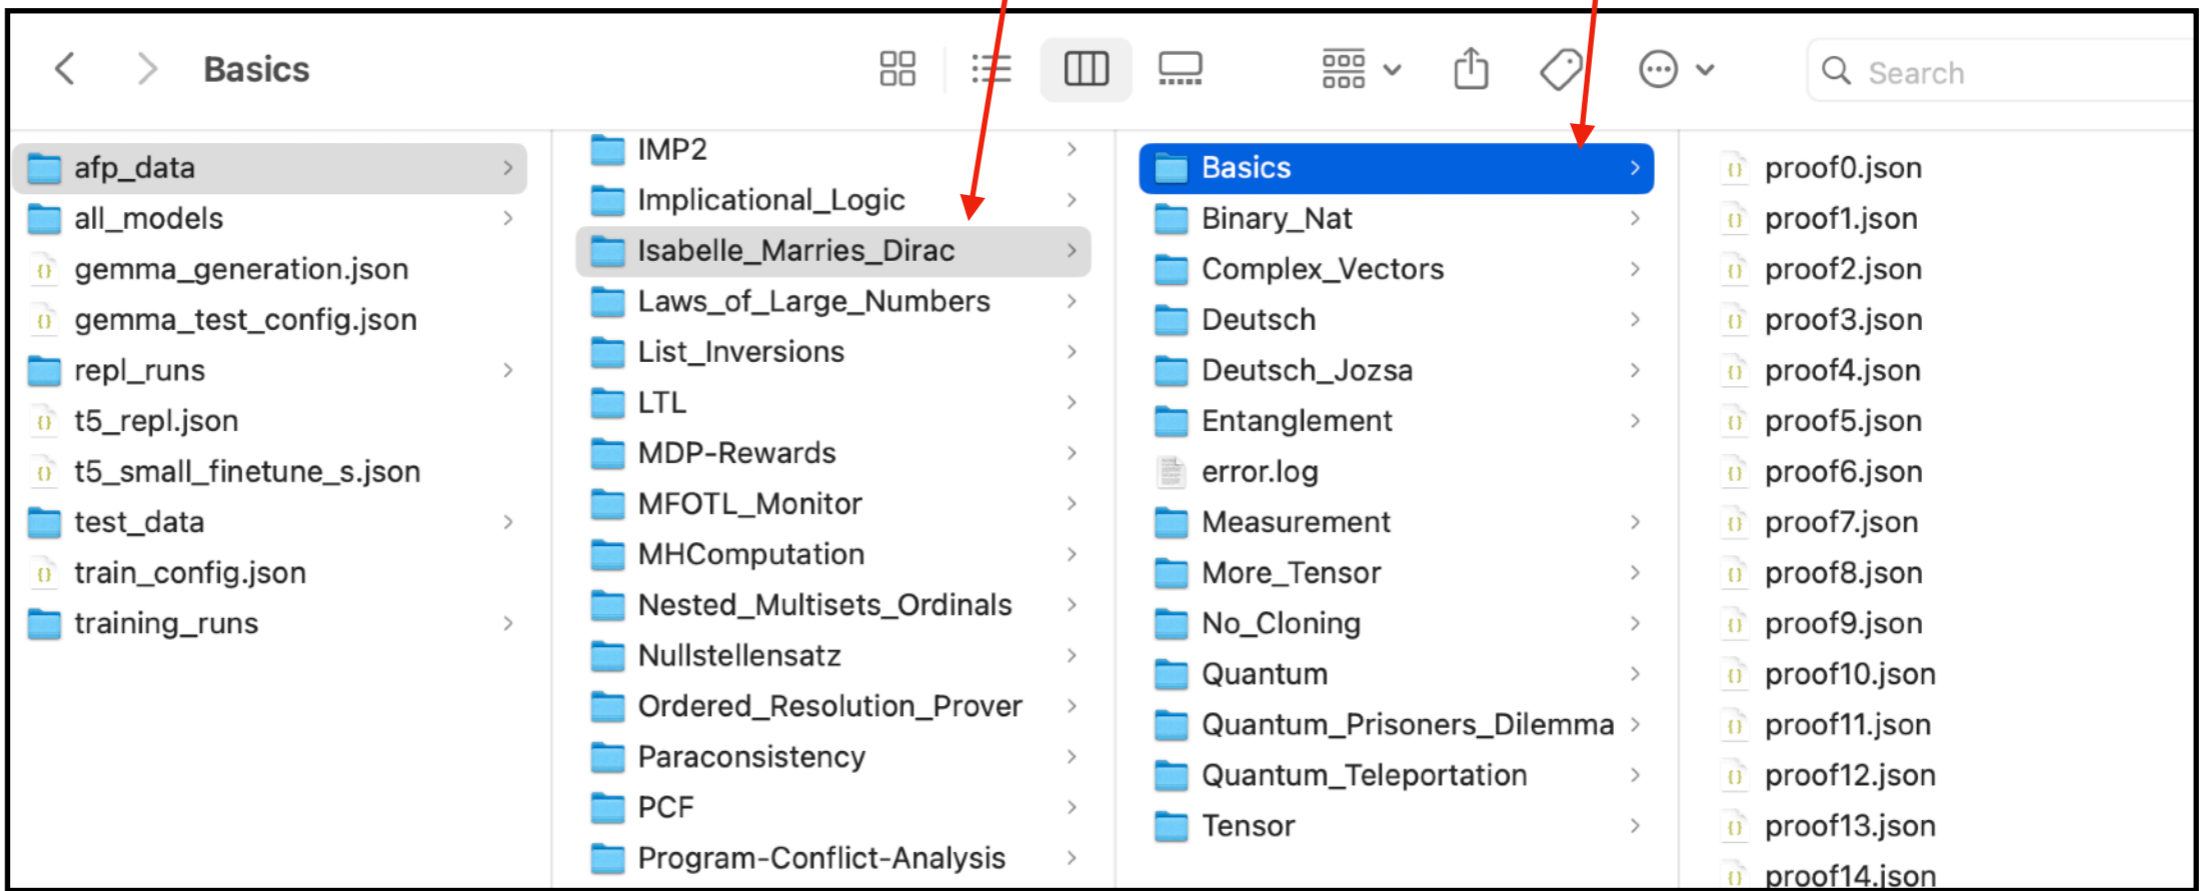 Basics
Search
afp_data
all_models
gemma_generation.json
gemma_test_config.json
repl_runs
t5_repl.json
t5_small_finetune_s.json
test_data
train_config.json
training_runs
IMP2
Implicational_Logic
Isabelle_Marries_Dirac
Laws_of_Large_Numbers
List_Inversions
LTL
MDP-Rewards
MFOTL_Monitor
MHComputation
Nested_Multisets_Ordinals
Nullstellensatz
Ordered_Resolution_Prover
Paraconsistency
PCF
Program-Conflict-Analysis
Basics
Binary_Nat
Complex_Vectors
Deutsch
Deutsch_Jozsa
Entanglement
error.log
Measurement
More_Tensor
No_Cloning
Quantum
Quantum_Prisoners_Dilemma
Quantum_Teleportation
Tensor
proof0.json
proof1.json
proof2.json
proof3.json
proof4.json
proof5.json
proof6.json
proof7.json
proof8.json
proof9.json
proof10.json
proof11.json
proof12.json
proof13.json
proof14.json